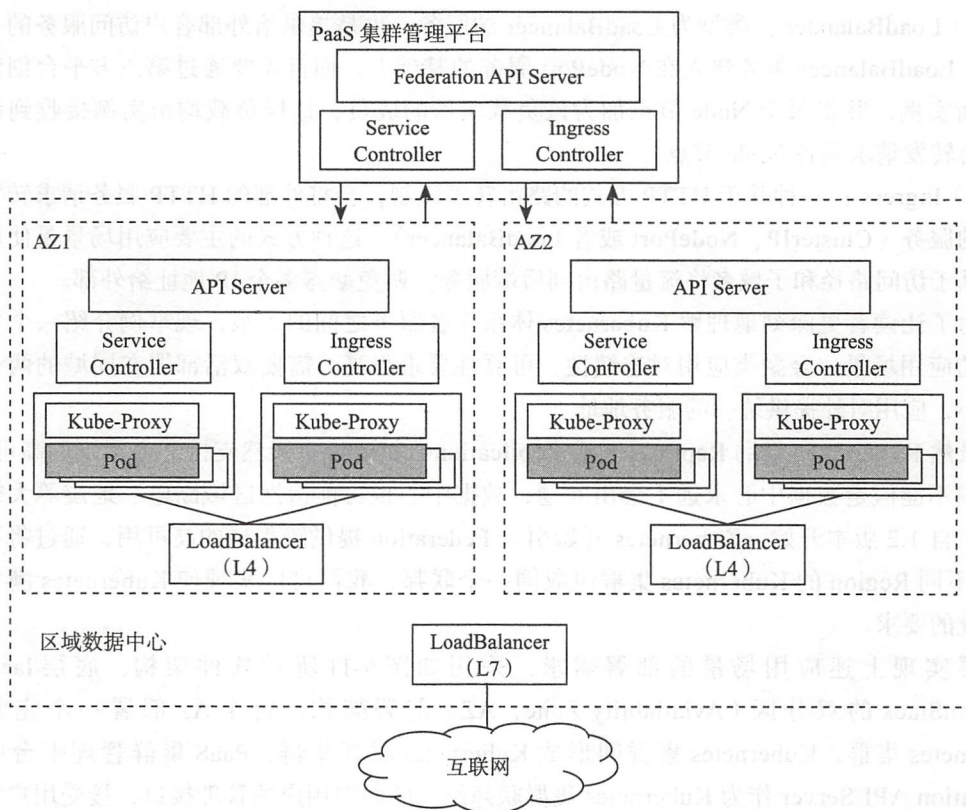 PaaS 集群管理平台
Federation API Server
Service Controller
Ingress Controller
AZ1
API Server
Service Controller
Ingress Controller
Kube-Proxy
Pod
Kube-Proxy
Pod
LoadBalancer
(L4)
AZ2
API Server
Service Controller
Ingress Controller
Kube-Proxy
Pod
Kube-Proxy
Pod
LoadBalancer
(L4)
区域数据中心
LoadBalancer
(L7)
互联网